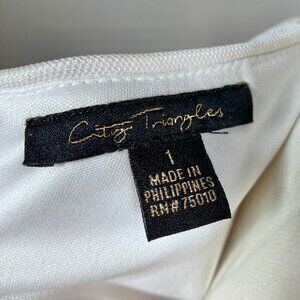 City Triangles
1
MADE IN
PHILIPPINES
RN# 75010